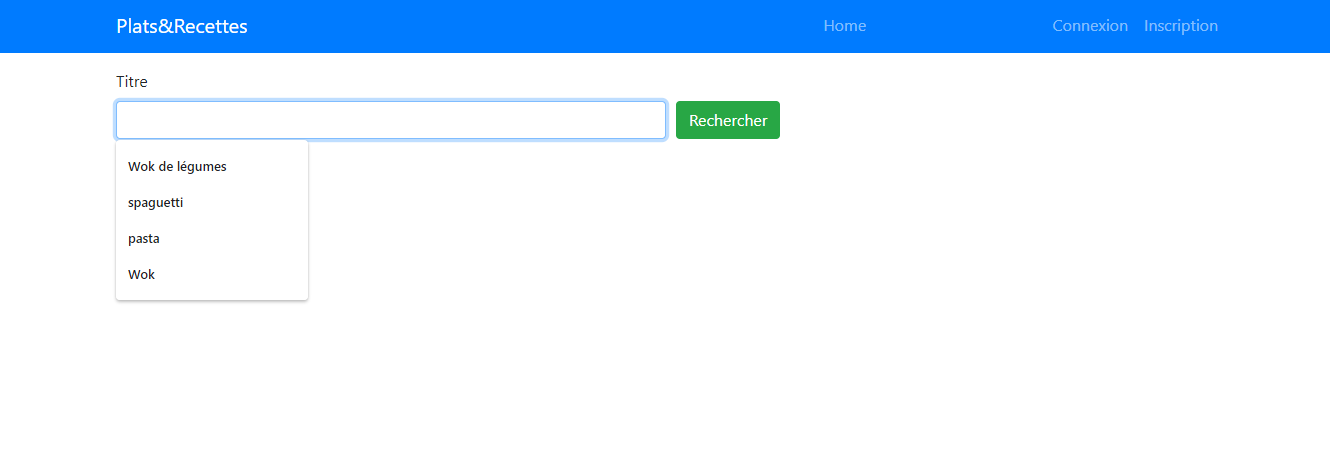 Plats&Recettes Home Connexion Inscription
Titre
Rechercher
Wok de légumes
spaguetti
pasta
Wok